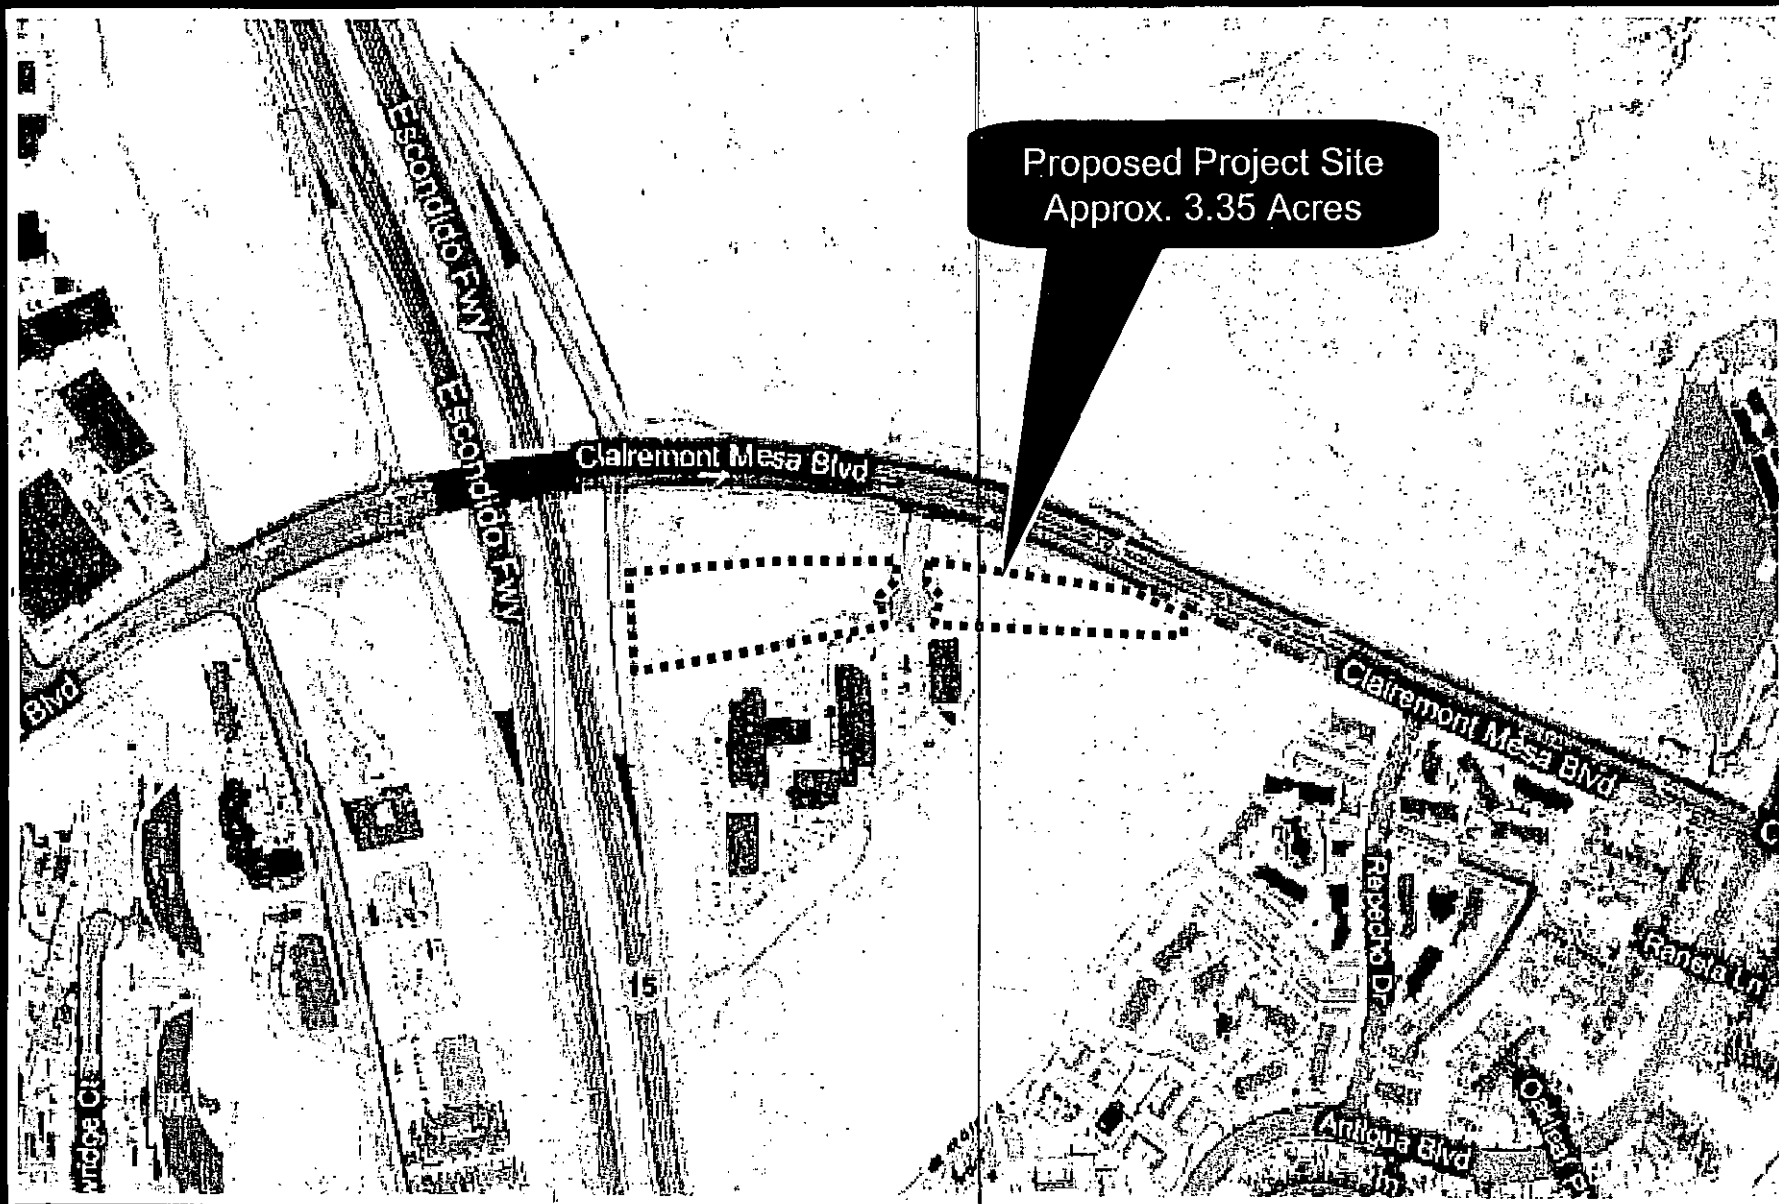 Escondido FWY
Proposed Project Site
Approx. 3.35 Acres
Escondido FWY
Clairemont Mesa Blvd
Blvd
Clairemont Mesa Blvd
Repecho Dr
Ranela Ln
15
Antigua Blvd